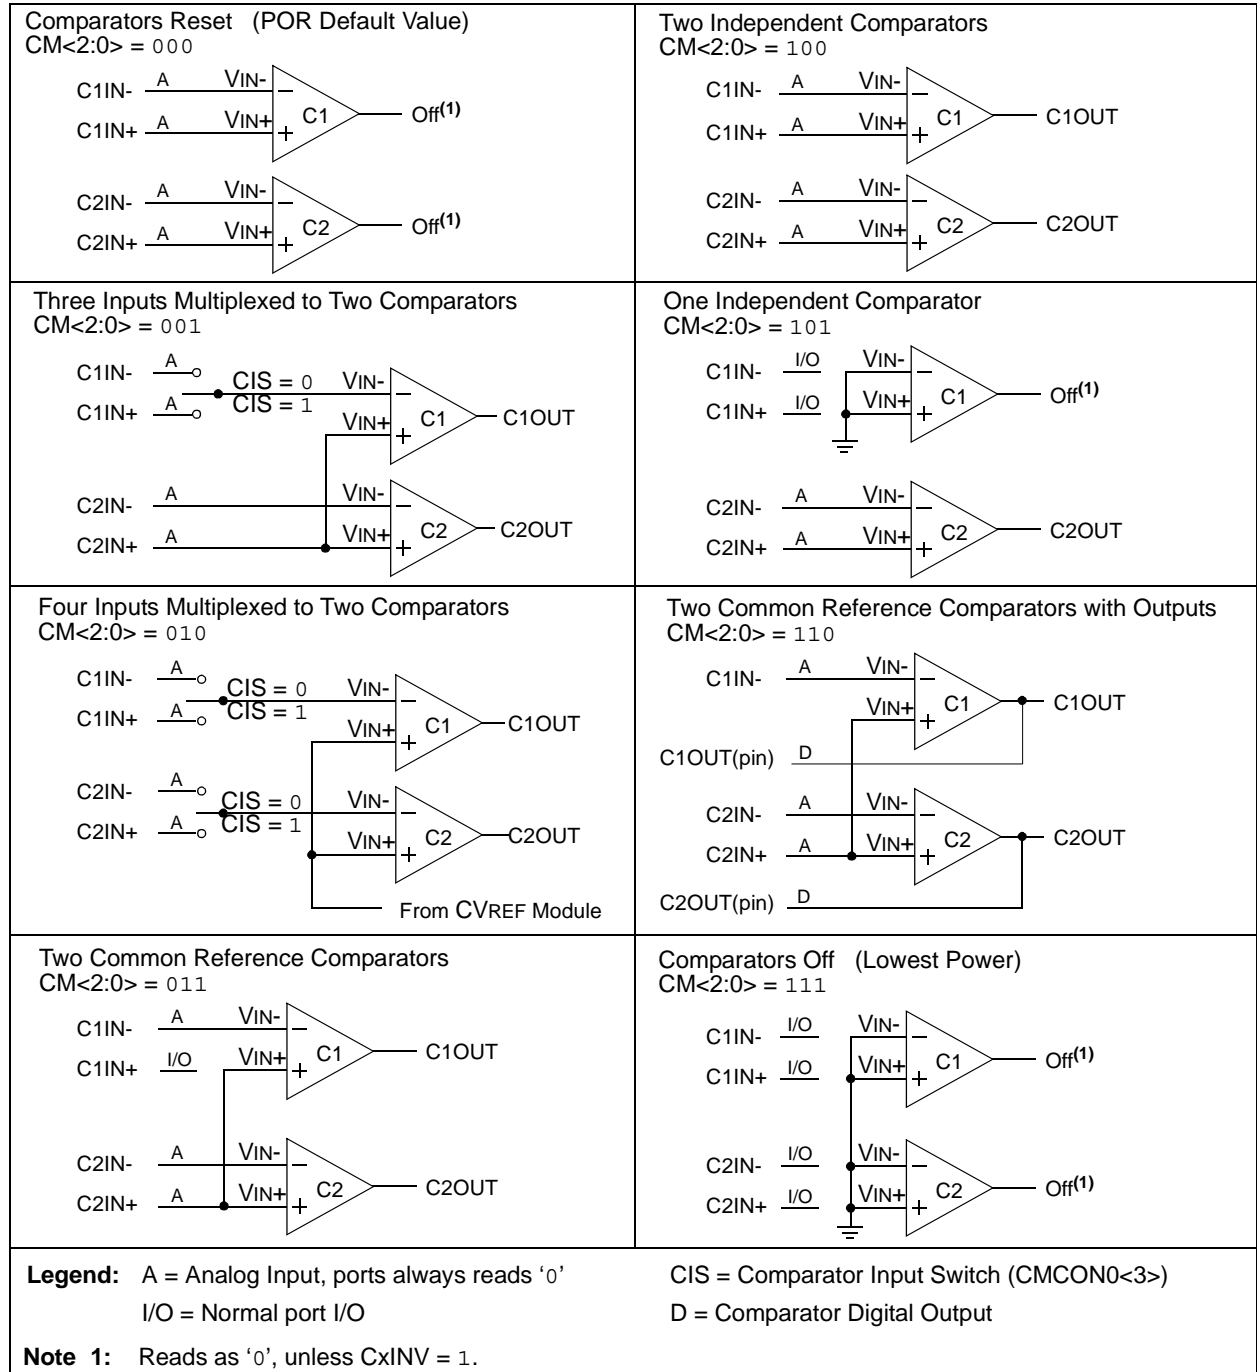 Comparators Reset (POR Default Value)
CM<2:0> = 000
C1IN- A VIN-
C1IN+ A VIN+ C1 Off(1)
C2IN- A VIN-
C2IN+ A VIN+ C2 Off(1)
Two Independent Comparators
CM<2:0> = 100
C1IN- A VIN-
C1IN+ A VIN+ C1 C1OUT
C2IN- A VIN-
C2IN+ A VIN+ C2 C2OUT
Three Inputs Multiplexed to Two Comparators
CM<2:0> = 001
C1IN- A CIS = 0 VIN-
C1IN+ A CIS = 1 VIN+ C1 C1OUT
C2IN- A VIN-
C2IN+ A VIN+ C2 C2OUT
One Independent Comparator
CM<2:0> = 101
C1IN- I/O VIN-
C1IN+ I/O VIN+ C1 Off(1)
C2IN- A VIN-
C2IN+ A VIN+ C2 C2OUT
Four Inputs Multiplexed to Two Comparators
CM<2:0> = 010
C1IN- A CIS = 0 VIN-
C1IN+ A CIS = 1 VIN+ C1 C1OUT
C2IN- A CIS = 0 VIN-
C2IN+ A CIS = 1 VIN+ C2 C2OUT
From CVREF Module
Two Common Reference Comparators with Outputs
CM<2:0> = 110
C1IN- A VIN-
VIN+ C1 C1OUT
C1OUT(pin) D
C2IN- A VIN-
C2IN+ A VIN+ C2 C2OUT
C2OUT(pin) D
Two Common Reference Comparators
CM<2:0> = 011
C1IN- A VIN-
C1IN+ I/O VIN+ C1 C1OUT
C2IN- A VIN-
C2IN+ A VIN+ C2 C2OUT
Comparators Off (Lowest Power)
CM<2:0> = 111
C1IN- I/O VIN-
C1IN+ I/O VIN+ C1 Off(1)
C2IN- I/O VIN-
C2IN+ I/O VIN+ C2 Off(1)
Legend: A = Analog Input, ports always reads ‘0’ CIS = Comparator Input Switch (CMCON0<3>)
I/O = Normal port I/O D = Comparator Digital Output
Note 1: Reads as ‘0’, unless CxINV = 1.